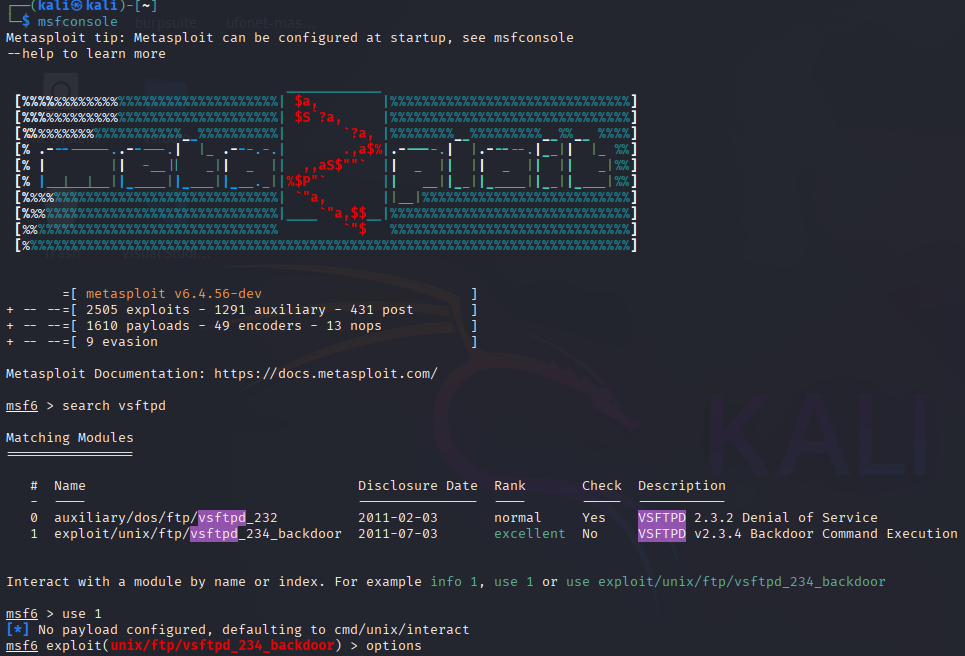 ┌──(kali㉿kali)-[~]
└─$ msfconsole
Metasploit tip: Metasploit can be configured at startup, see msfconsole
--help to learn more
=[ metasploit v6.4.56-dev ]
+ -- --=[ 2505 exploits - 1291 auxiliary - 431 post ]
+ -- --=[ 1610 payloads - 49 encoders - 13 nops ]
+ -- --=[ 9 evasion ]
Metasploit Documentation: https://docs.metasploit.com/
msf6 > search vsftpd
Matching Modules
================
# Name Disclosure Date Rank Check Description
- ---- --------------- ---- ----- -----------
0 auxiliary/dos/ftp/vsftpd_232 2011-02-03 normal Yes VSFTPD 2.3.2 Denial of Service
1 exploit/unix/ftp/vsftpd_234_backdoor 2011-07-03 excellent No VSFTPD v2.3.4 Backdoor Command Execution
Interact with a module by name or index. For example info 1, use 1 or use exploit/unix/ftp/vsftpd_234_backdoor
msf6 > use 1
[*] No payload configured, defaulting to cmd/unix/interact
msf6 exploit(unix/ftp/vsftpd_234_backdoor) > options
KALI